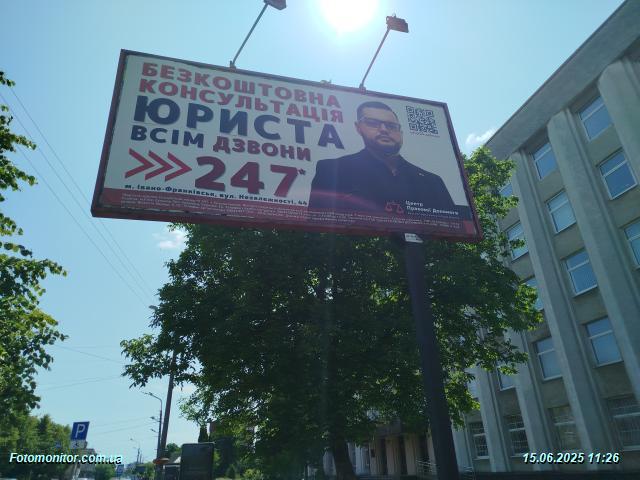 БЕЗКОШТОВНА
КОНСУЛЬТАЦІЯ
ЮРИСТА
ВСІМ ДЗВОНИ
247*
м. Івано-Франківськ, вул. Незалежності, 44
Центр
Правової Допомоги
P
Fotomonitor.com.ua
15.06.2025 11:26